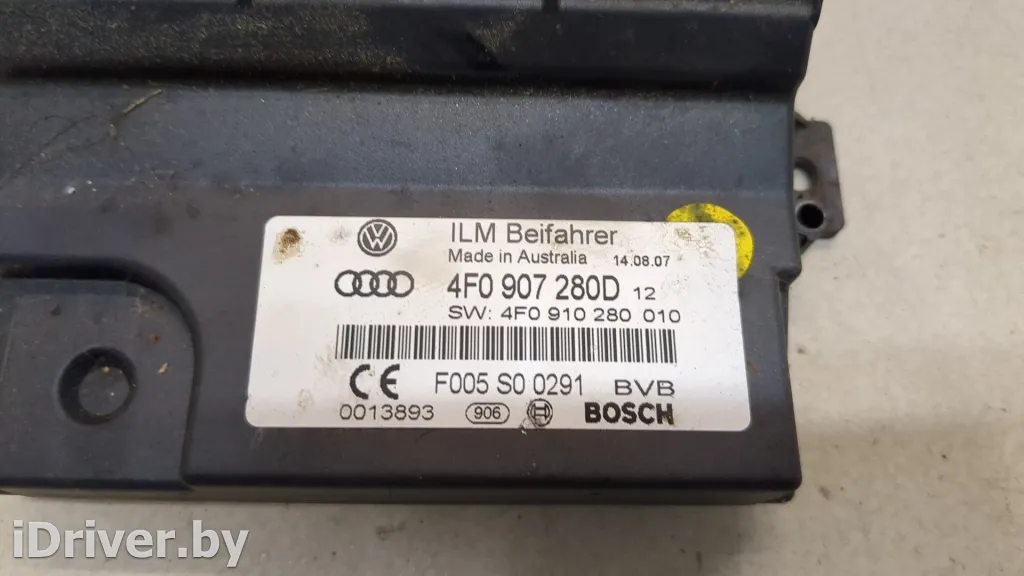 ILM Beifahrer
Made in Australia 14.08.07
4F0 907 280D 12
SW: 4F0 910 280 010
CE F005 S0 0291 BVB
0013893 906 BOSCH
iDriver.by